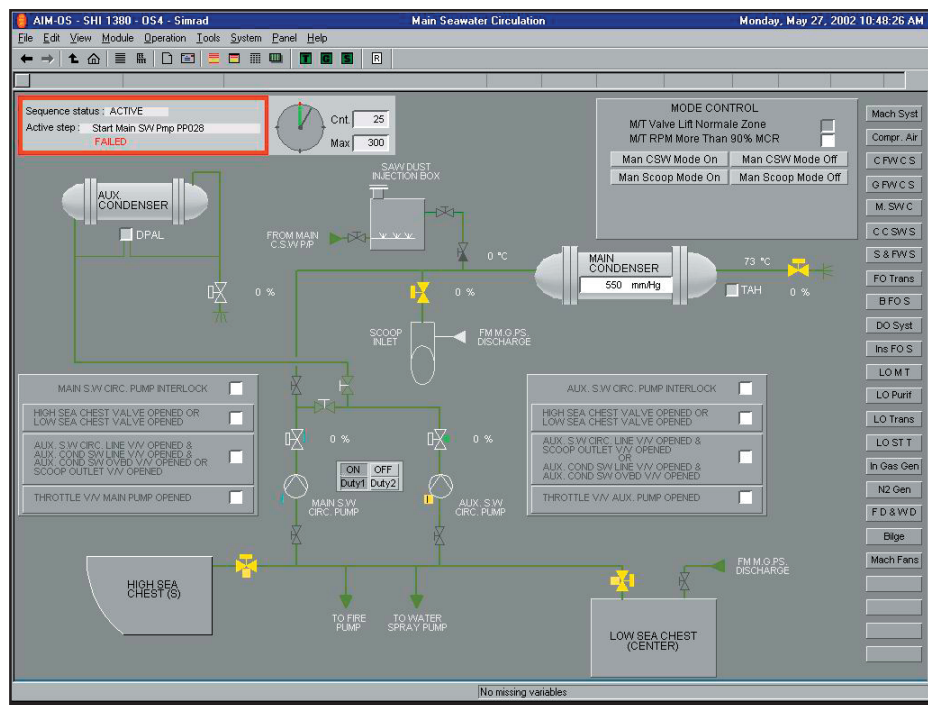 AIM-OS - SHI 1380 - OS4 - Simrad
Main Seawater Circulation
Monday, May 27, 2002 10:48:26 AM
File Edit View Module Operation Tools System Panel Help
T G S R
Sequence status : ACTIVE
Active step : Start Main SW Pmp PP028
FAILED
Cnt. 25
Max 300
MODE CONTROL
M/T Valve Lift Normale Zone
M/T RPM More Than 90% MCR
Man CSW Mode On
Man CSW Mode Off
Man Scoop Mode On
Man Scoop Mode Off
AUX.
CONDENSER
DPAL
0 %
SAW DUST
INJECTION BOX
FROM MAIN
C.S.W P/P
0 °C
MAIN
CONDENSER
550 mm/Hg
73 °C
TAH
0 %
0 %
SCOOP
INLET
FM M.G.PS.
DISCHARGE
MAIN S.W CIRC. PUMP INTERLOCK
HIGH SEA CHEST VALVE OPENED OR
LOW SEA CHEST VALVE OPENED
AUX. S.W CIRC. LINE V/V OPENED &
AUX. COND SW LINE V/V OPENED &
AUX. COND SW OVBD V/V OPENED OR
SCOOP OUTLET V/V OPENED
THROTTLE V/V MAIN PUMP OPENED
0 %
0 %
ON OFF
Duty1 Duty2
MAIN S.W
CIRC. PUMP
AUX. S.W
CIRC. PUMP
AUX. S.W CIRC. PUMP INTERLOCK
HIGH SEA CHEST VALVE OPENED OR
LOW SEA CHEST VALVE OPENED
AUX. S.W CIRC. LINE V/V OPENED &
SCOOP OUTLET V/V OPENED
OR
AUX. COND SW LINE V/V OPENED &
AUX. COND SW OVBD V/V OPENED
THROTTLE V/V AUX. PUMP OPENED
HIGH SEA
CHEST (S)
TO FIRE
PUMP
TO WATER
SPRAY PUMP
FM M.G.PS.
DISCHARGE
LOW SEA CHEST
(CENTER)
Mach Syst
Compr. Air
C FW C S
G FW C S
M. SW C
C C SW S
S & FW S
FO Trans
B F O S
DO Syst
Ins FO S
L O M T
LO Purif
LO Trans
L O ST T
In Gas Gen
N2 Gen
F D & W D
Bilge
Mach Fans
No missing variables